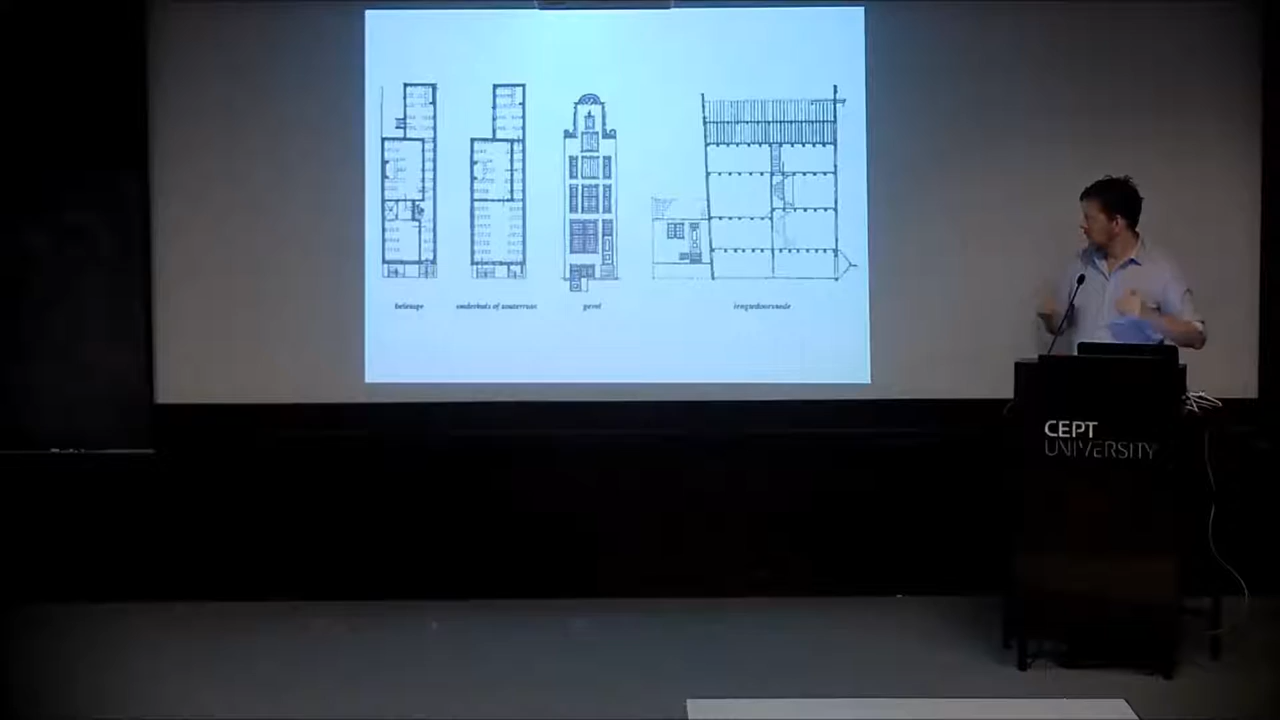 beletage
onderhuis of souterrain
gevel
lengtedoorsnede
CEPT
UNIVERSITY